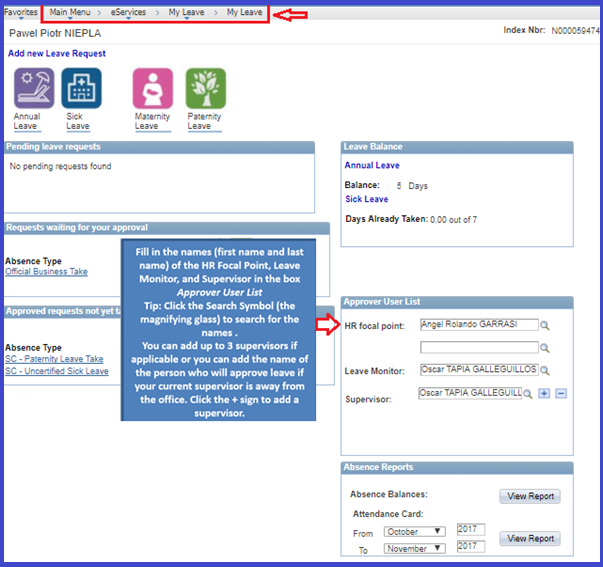 Favorites Main Menu > eServices > My Leave > My Leave
Pawel Piotr NIEPLA
Index Nbr: N000059474
Add new Leave Request
Annual Leave
Sick Leave
Maternity Leave
Paternity Leave
Pending leave requests
No pending requests found
Leave Balance
Annual Leave
Balance: 5 Days
Sick Leave
Days Already Taken: 0.00 out of 7
Requests waiting for your approval
Absence Type
Official Business Take
Approved requests not yet ta
Absence Type
SC - Paternity Leave Take
SC - Uncertified Sick Leave
Fill in the names (first name and last
name) of the HR Focal Point, Leave
Monitor, and Supervisor in the box
Approver User List
Tip: Click the Search Symbol (the
magnifying glass) to search for the
names .
You can add up to 3 supervisors if
applicable or you can add the name of
the person who will approve leave if
your current supervisor is away from
the office. Click the + sign to add a
supervisor.
Approver User List
HR focal point: Angel Rolando GARRASI
Leave Monitor: Oscar TAPIA GALLEGUILLOS
Supervisor: Oscar TAPIA GALLEGUILL
Absence Reports
Absence Balances: View Report
Attendance Card:
From October 2017
To November 2017 View Report